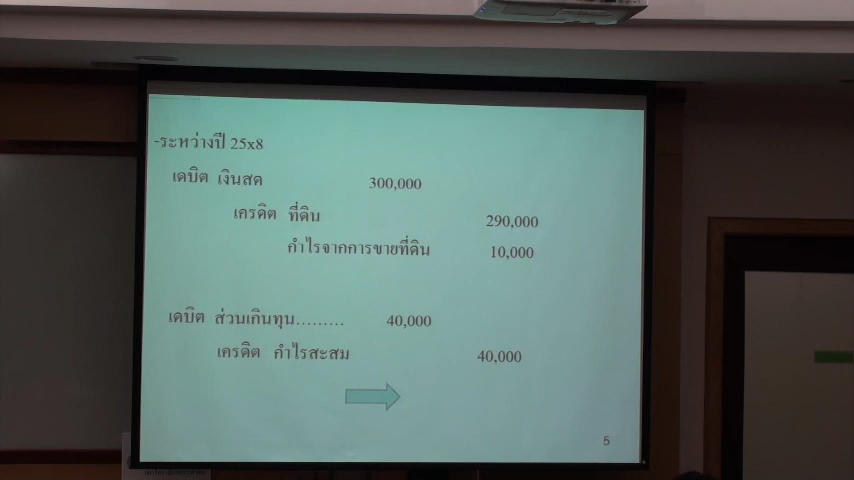 -ระหว่างปี 25x8
เดบิต เงินสด 300,000
เครดิต ที่ดิน 290,000
กำไรจากการขายที่ดิน 10,000
เดบิต ส่วนเกินทุน......... 40,000
เครดิต กำไรสะสม 40,000
5